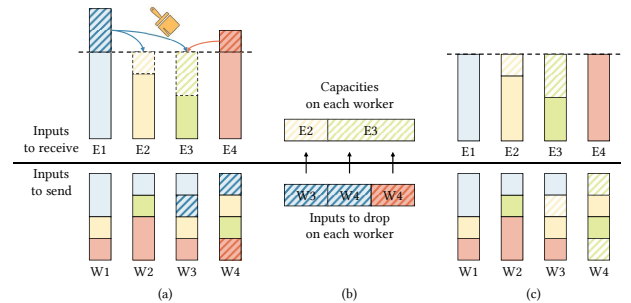 Inputs
to receive
E1
E2
E3
E4
Inputs
to send
W1
W2
W3
W4
(a)
Capacities
on each worker
E2
E3
W3
W4
W4
Inputs to drop
on each worker
(b)
E1
E2
E3
E4
W1
W2
W3
W4
(c)